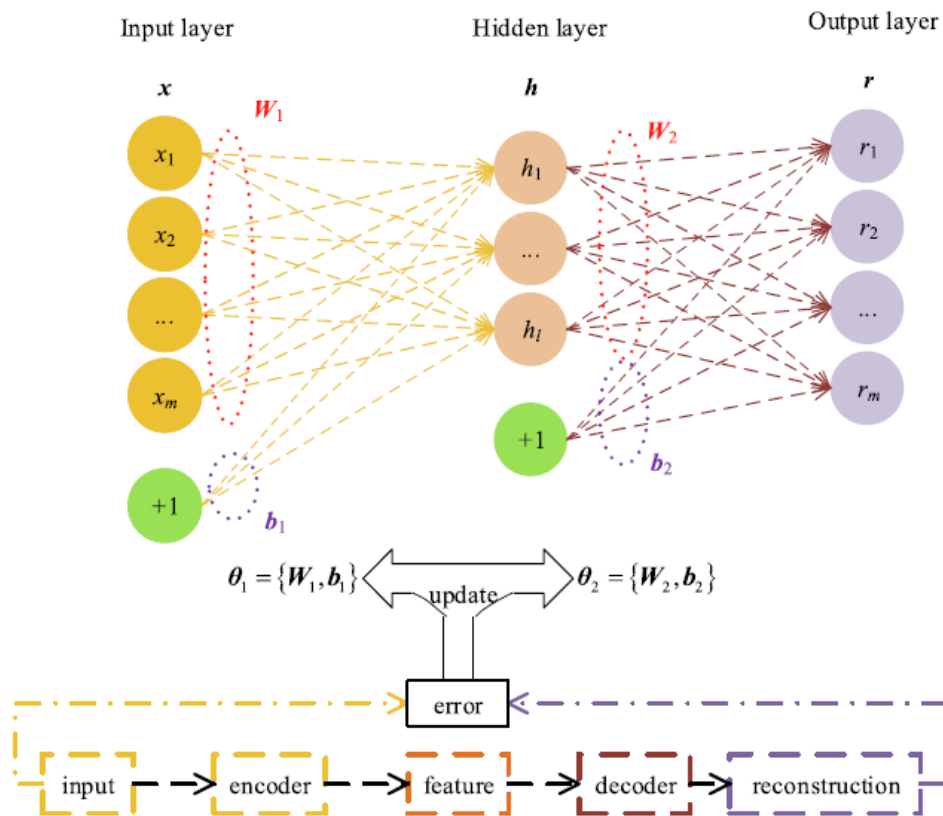 Input layer Hidden layer Output layer
x h r
W₁ W₂
x₁ h₁ r₁
x₂ ... r₂
... hₗ ...
xₘ rₘ
+1 +1
b₁ b₂
θ₁ = {W₁, b₁} update θ₂ = {W₂, b₂}
error
input encoder feature decoder reconstruction